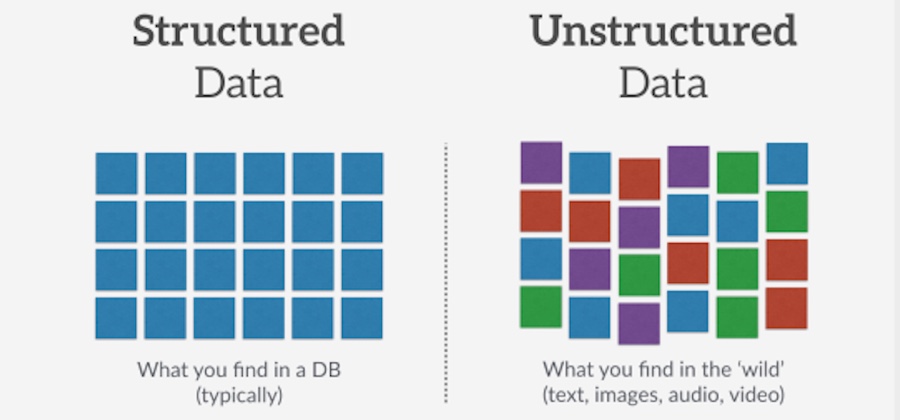 Structured
Data
Unstructured
Data
What you find in a DB
(typically)
What you find in the ‘wild’
(text, images, audio, video)